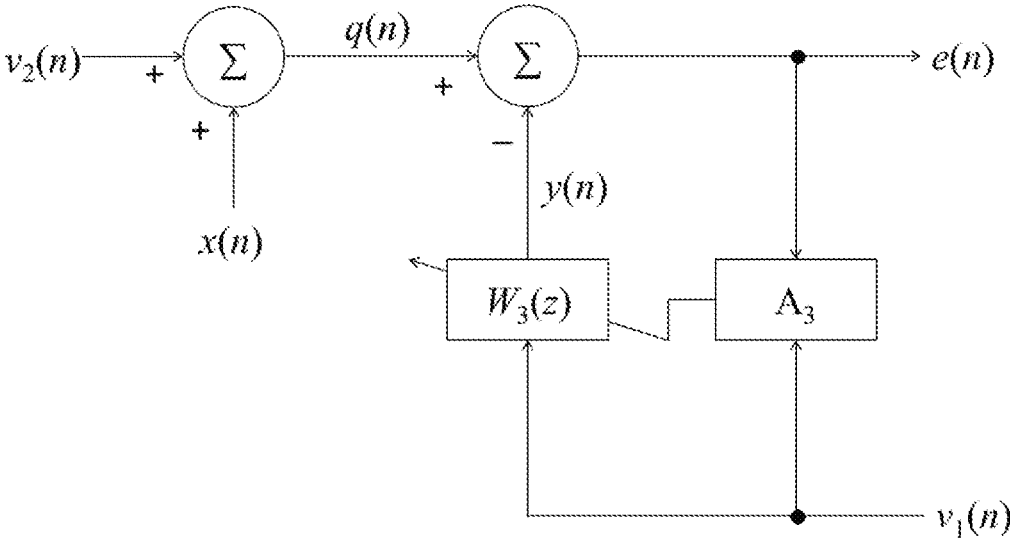 v₂(n)
+
Σ
q(n)
+
Σ
e(n)
+
−
x(n)
y(n)
W₃(z)
A₃
v₁(n)